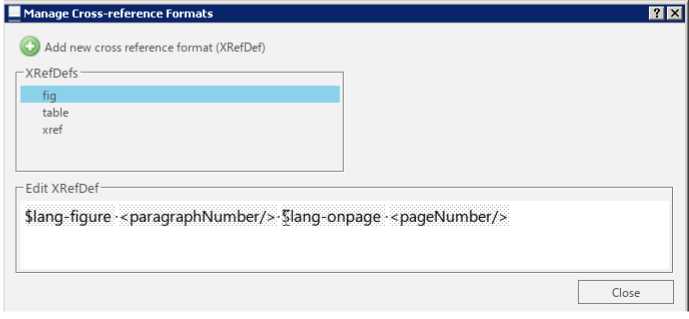 Manage Cross-reference Formats
Add new cross reference format (XRefDef)
XRefDefs
fig
table
xref
Edit XRefDef
$lang-figure·<paragraphNumber/>·$lang-onpage·<pageNumber/>
Close